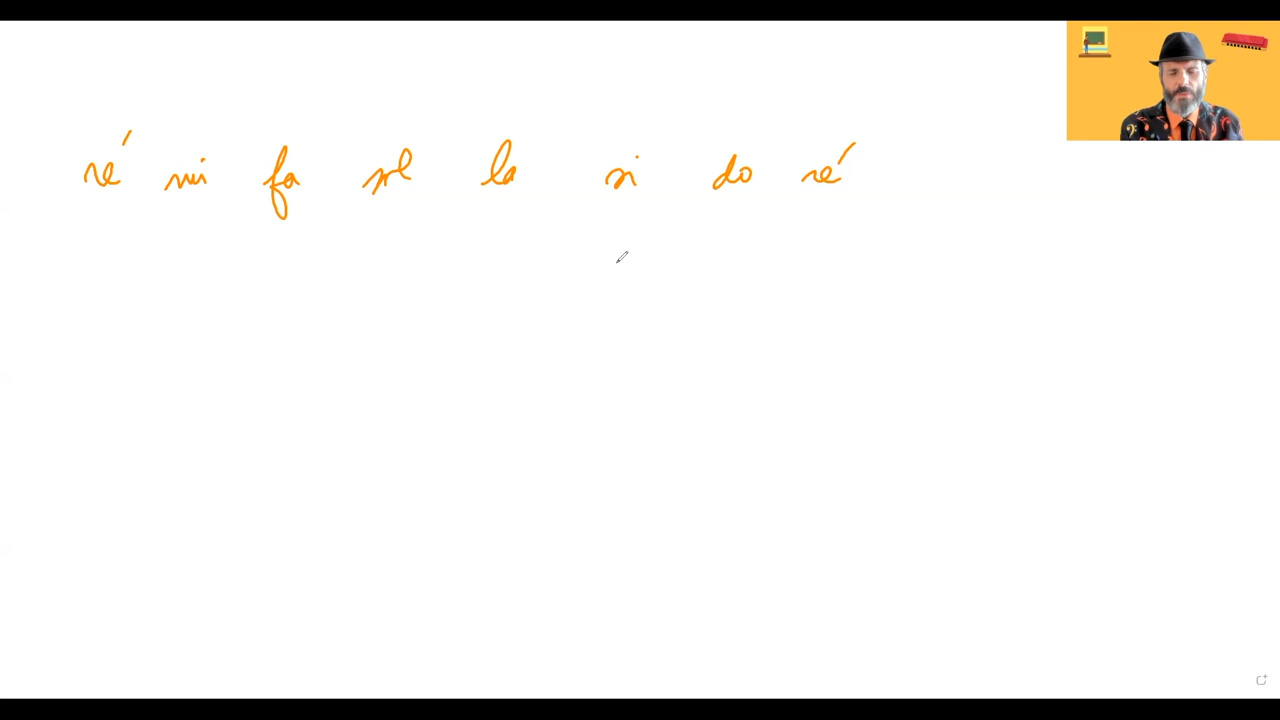 ré mi fa sol la si do ré